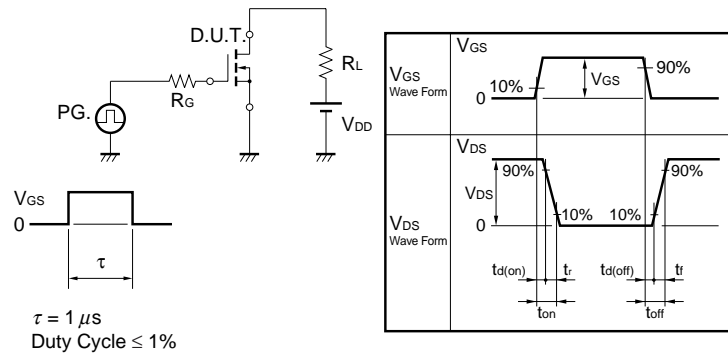 D.U.T.
RL
RG
PG.
VDD
VGS
0
τ
τ = 1 μs
Duty Cycle ≤ 1%
VGS
Wave Form
VGS
10%
VGS
90%
0
VDS
Wave Form
VDS
VDS
90%
90%
10%
10%
0
td(on)
tr
td(off)
tf
ton
toff